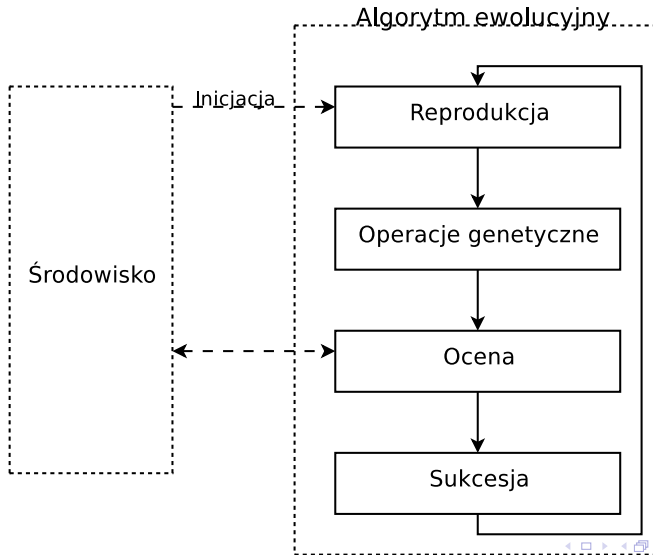 Algorytm ewolucyjny
Inicjacja
Reprodukcja
Operacje genetyczne
Środowisko
Ocena
Sukcesja